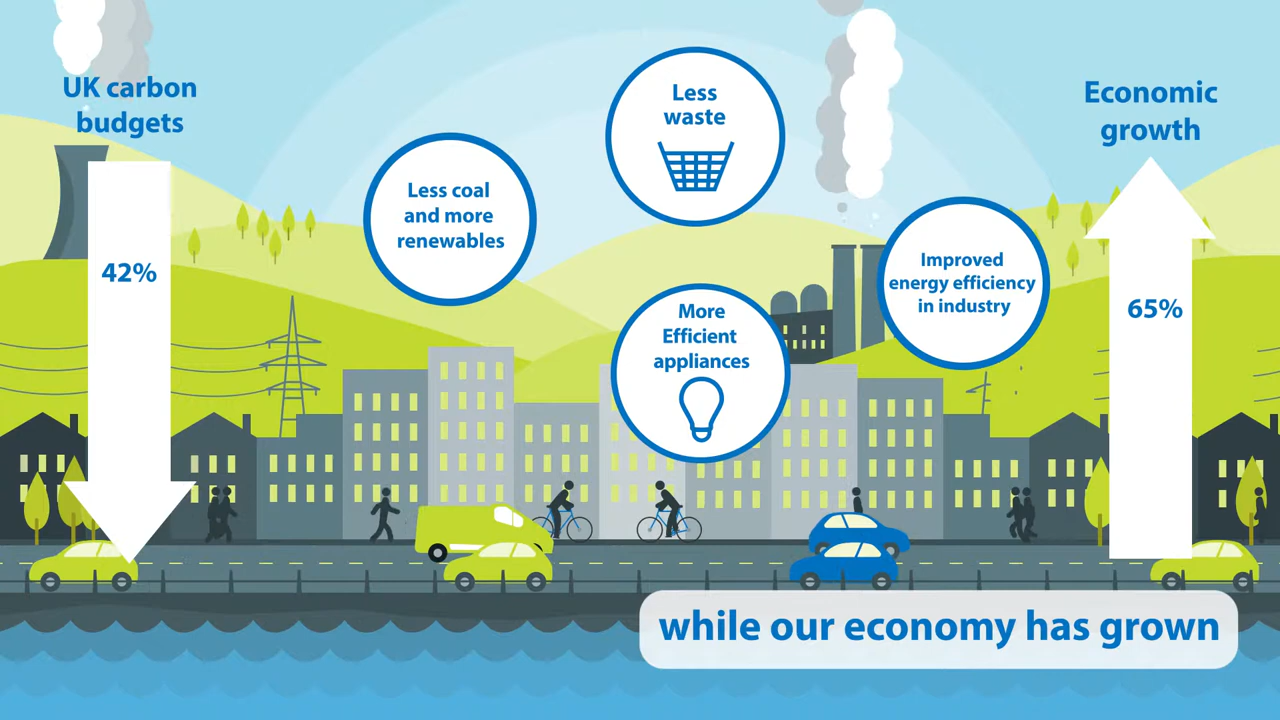 UK carbon
budgets
42%
Less coal
and more
renewables
Less
waste
More
Efficient
appliances
Improved
energy efficiency
in industry
Economic
growth
65%
while our economy has grown